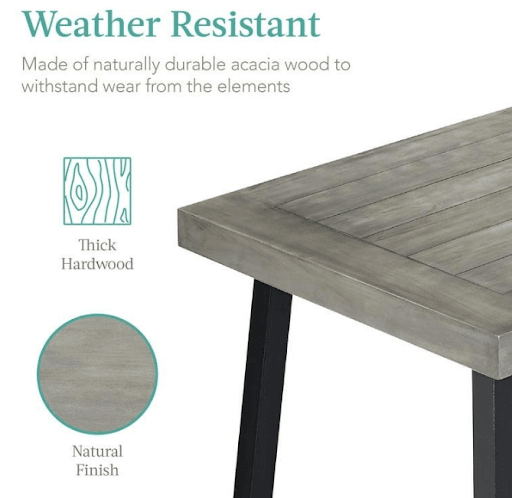 Weather Resistant
Made of naturally durable acacia wood to
withstand wear from the elements
Thick
Hardwood
Natural
Finish